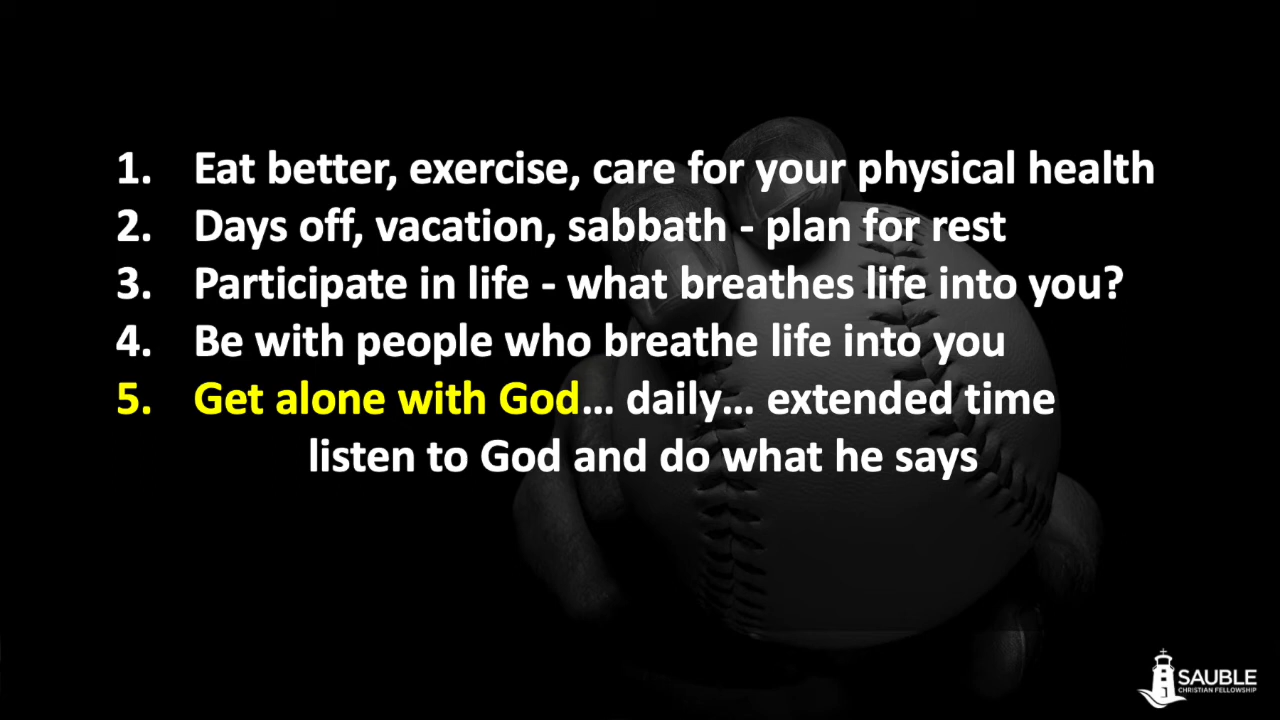 1. Eat better, exercise, care for your physical health
2. Days off, vacation, sabbath - plan for rest
3. Participate in life - what breathes life into you?
4. Be with people who breathe life into you
5. Get alone with God... daily... extended time
listen to God and do what he says
SAUBLE
CHRISTIAN FELLOWSHIP